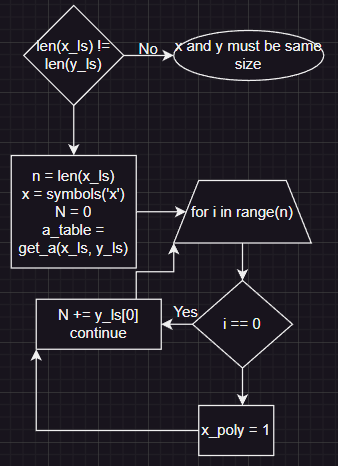 len(x_ls) !=
len(y_ls)
No
x and y must be same
size
n = len(x_ls)
x = symbols('x')
N = 0
a_table =
get_a(x_ls, y_ls)
for i in range(n)
N += y_ls[0]
continue
Yes
i == 0
x_poly = 1